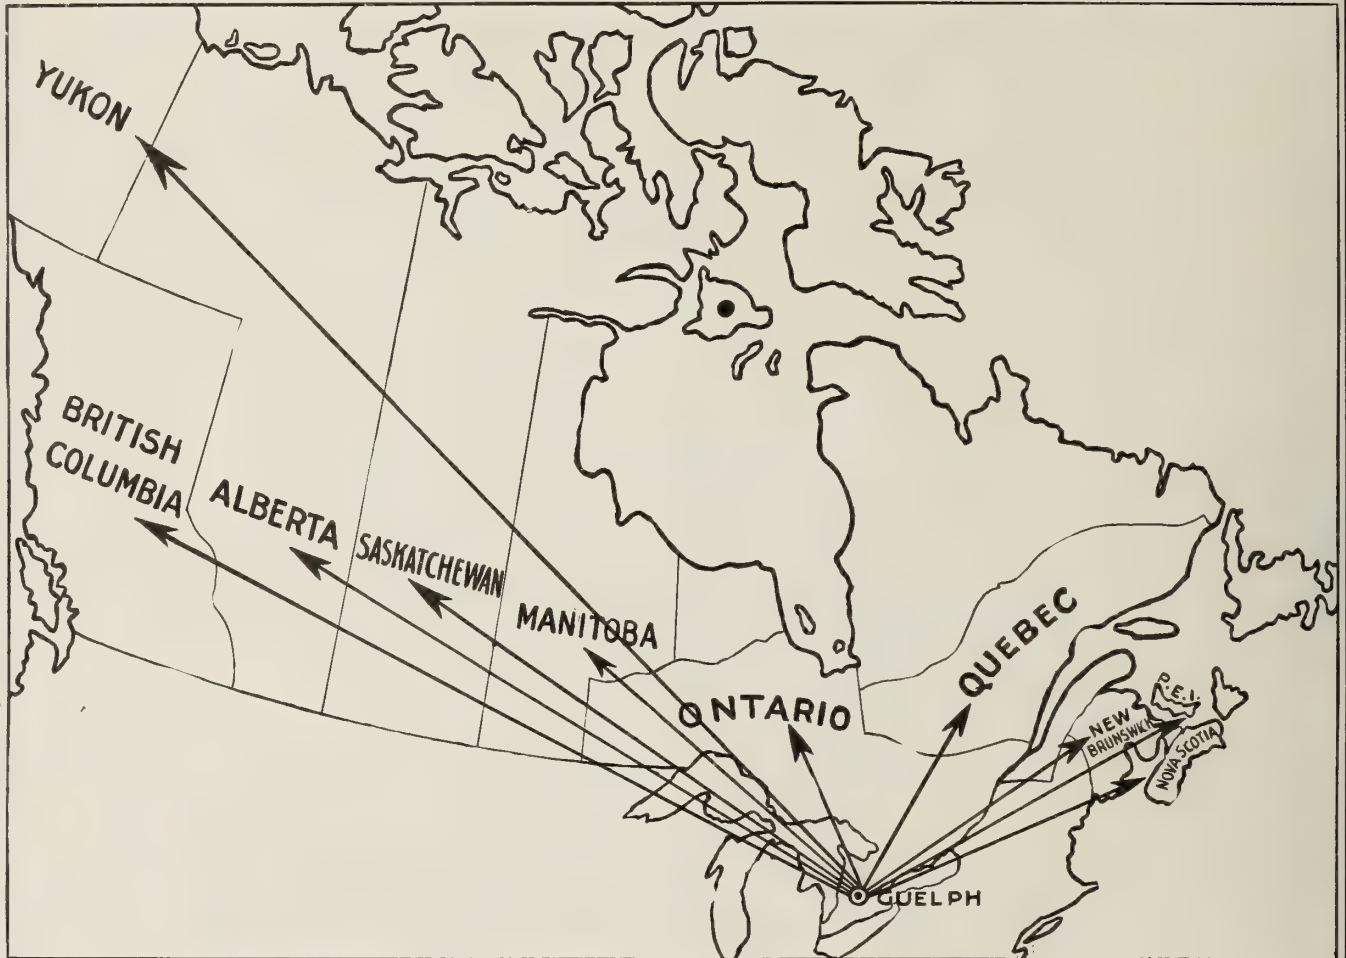 YUKON
BRITISH
COLUMBIA
ALBERTA
SASKATCHEWAN
MANITOBA
ONTARIO
QUEBEC
P.E.I.
NEW
BRUNSWICK
NOVA SCOTIA
GUELPH